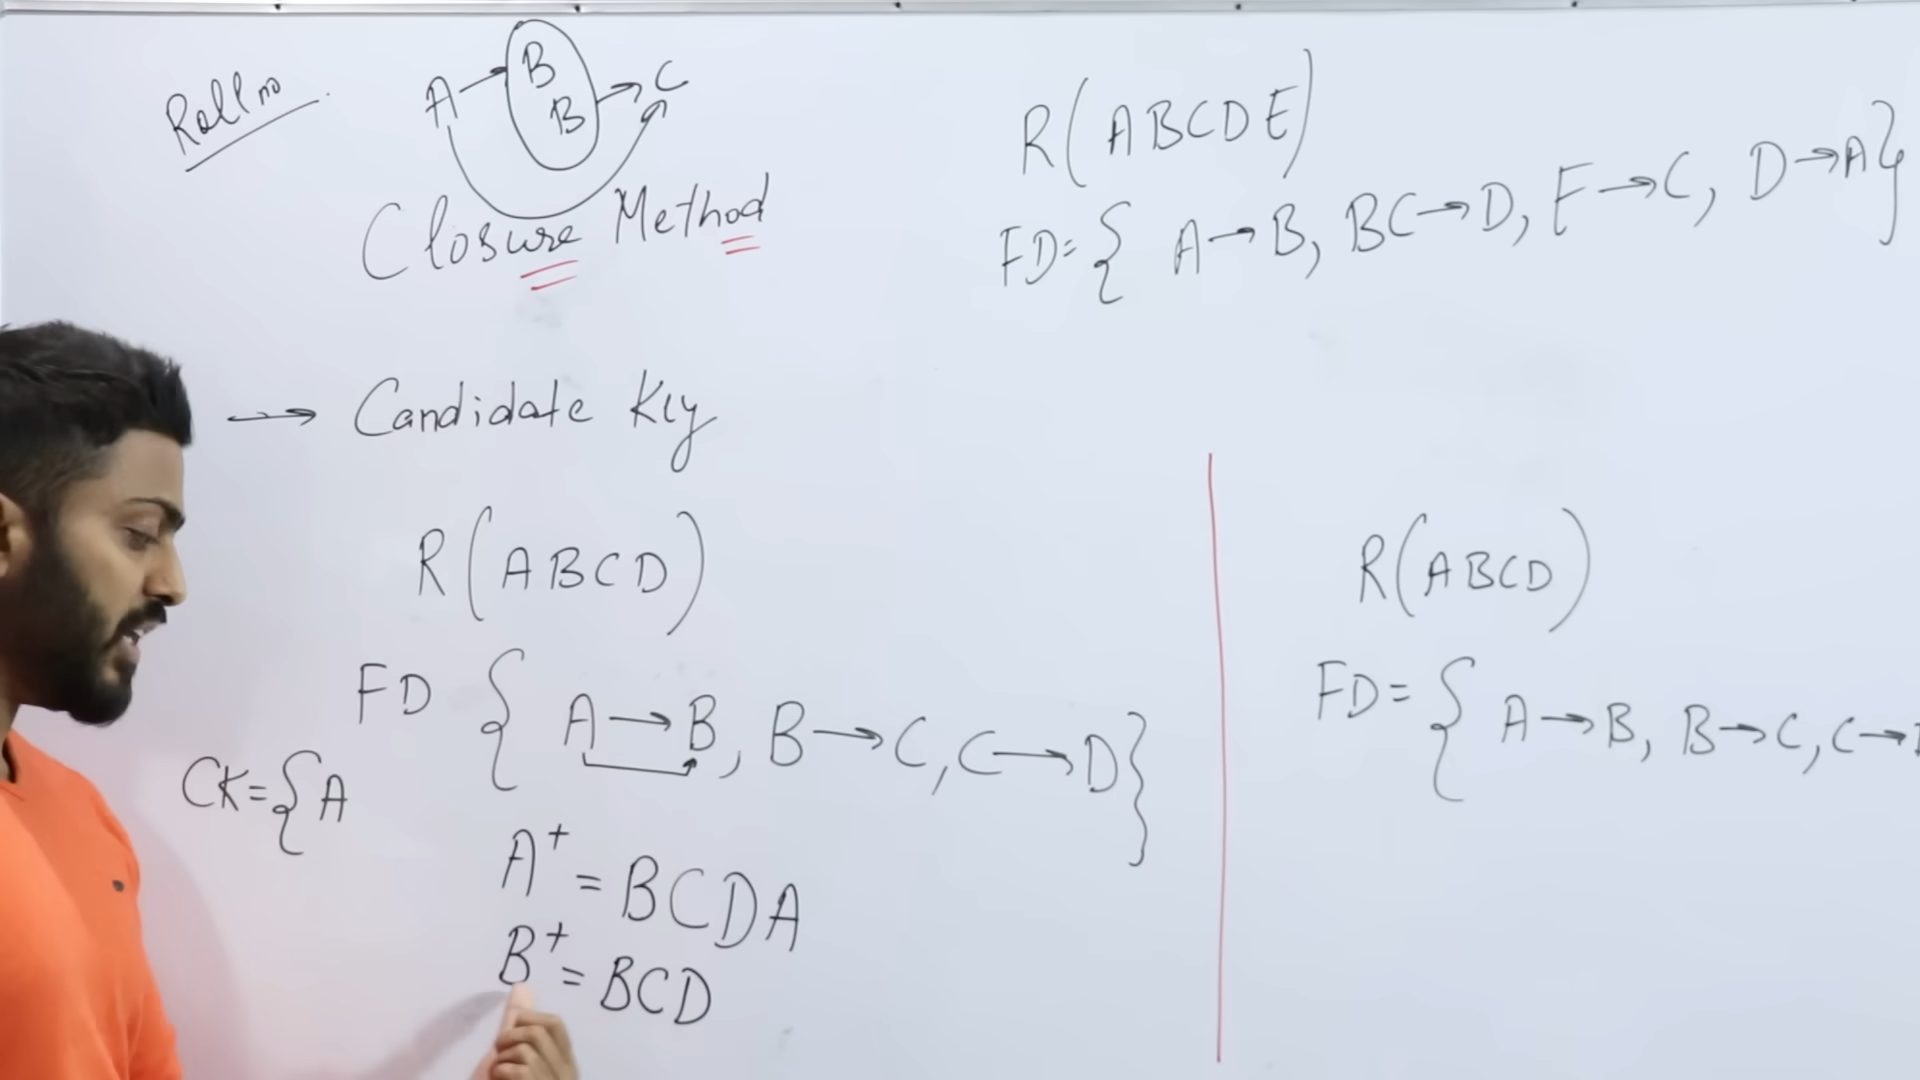 Roll no
A → B
B → C
Closure Method
→ Candidate Key
R(ABCD)
FD { A → B, B → C, C → D}
CK = { A
A⁺ = BCDA
B⁺ = BCD
R(ABCDE)
FD = { A → B, BC → D, E → C, D → A}
R(ABCD)
FD = { A → B, B → C, C →